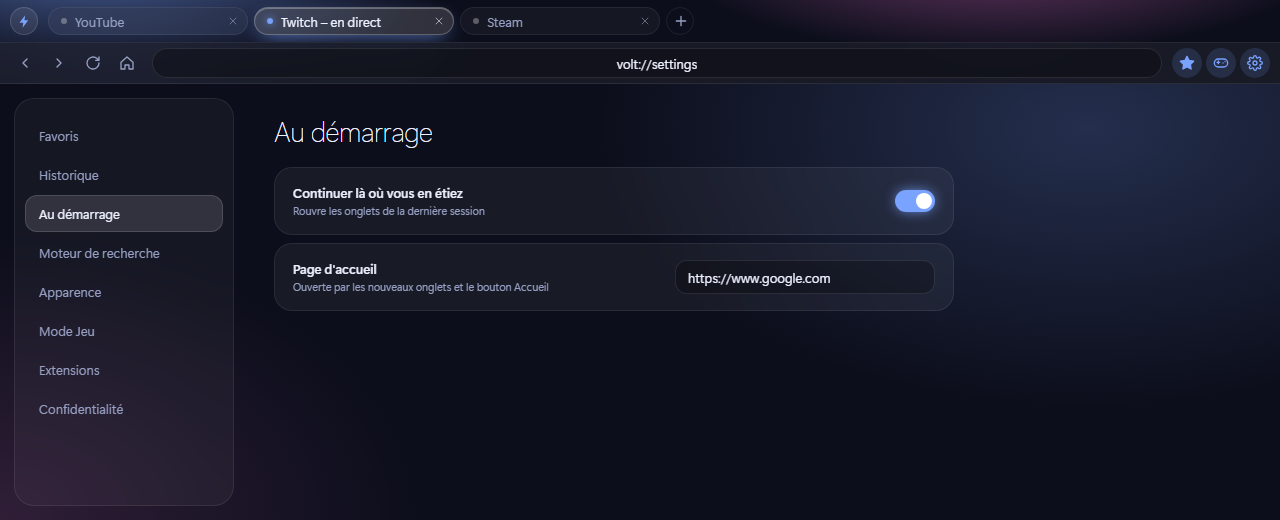 YouTube
Twitch – en direct
Steam
volt://settings
Favoris
Historique
Au démarrage
Moteur de recherche
Apparence
Mode Jeu
Extensions
Confidentialité
Au démarrage
Continuer là où vous en étiez
Rouvre les onglets de la dernière session
Page d'accueil
Ouverte par les nouveaux onglets et le bouton Accueil
https://www.google.com